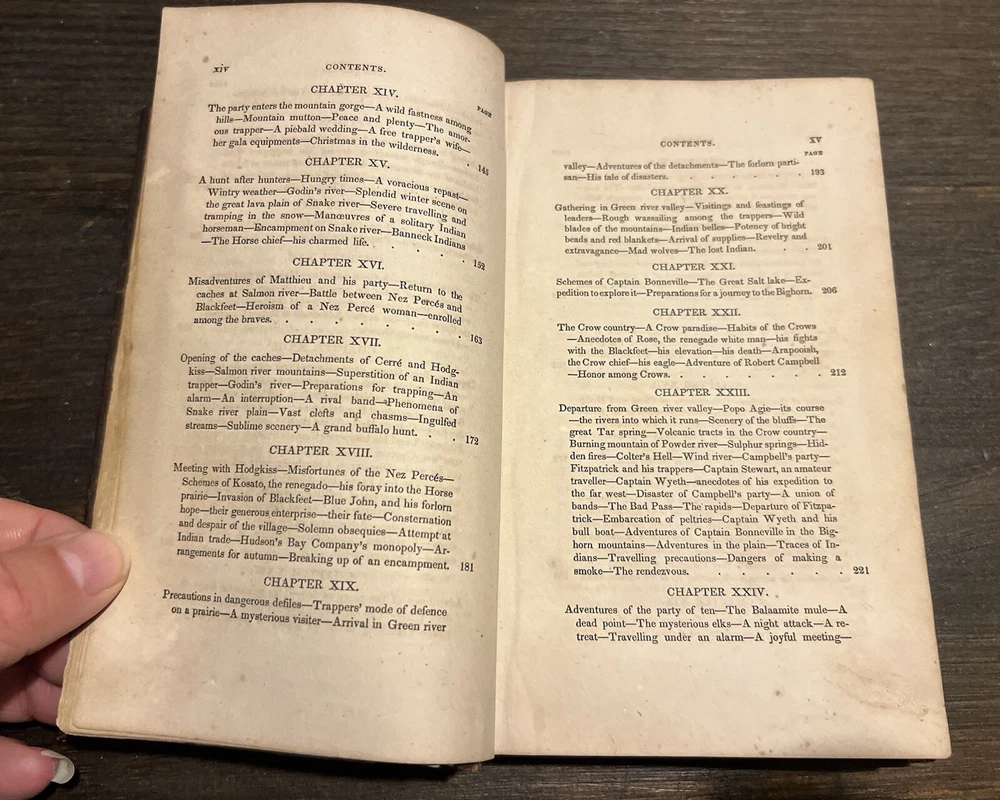 xiv CONTENTS.
CHAPTER XIV.
PAGE
The party enters the mountain gorge—A wild fastness among
hills—Mountain mutton—Peace and plenty—The amor-
ous trapper—A piebald wedding—A free trapper's wife—
her gala equipments—Christmas in the wilderness. . 145
CHAPTER XV.
A hunt after hunters—Hungry times—A voracious repast—
Wintry weather—Godin's river—Splendid winter scene on
the great lava plain of Snake river—Severe travelling and
tramping in the snow—Manœuvres of a solitary Indian
horseman—Encampment on Snake river—Banneck Indians
—The Horse chief—his charmed life. . . . . 152
CHAPTER XVI.
Misadventures of Matthieu and his party—Return to the
caches at Salmon river—Battle between Nez Percés and
Blackfeet—Heroism of a Nez Percé woman—enrolled
among the braves. . . . . . . . 163
CHAPTER XVII.
Opening of the caches—Detachments of Cerré and Hodg-
kiss—Salmon river mountains—Superstition of an Indian
trapper—Godin's river—Preparations for trapping—An
alarm—An interruption—A rival band—Phenomena of
Snake river plain—Vast clefts and chasms—Ingulfed
streams—Sublime scenery—A grand buffalo hunt. . . 172
CHAPTER XVIII.
Meeting with Hodgkiss—Misfortunes of the Nez Percés—
Schemes of Kosato, the renegado—his foray into the Horse
prairie—Invasion of Blackfeet—Blue John, and his forlorn
hope—their generous enterprise—their fate—Consternation
and despair of the village—Solemn obsequies—Attempt at
Indian trade—Hudson's Bay Company's monopoly—Ar-
rangements for autumn—Breaking up of an encampment. 181
CHAPTER XIX.
Precautions in dangerous defiles—Trappers' mode of defence
on a prairie—A mysterious visiter—Arrival in Green river
CONTENTS. XV
PAGE
valley—Adventures of the detachments—The forlorn parti-
san—His tale of disasters. . . . . . . 193
CHAPTER XX.
Gathering in Green river valley—Visitings and feastings of
leaders—Rough wassailing among the trappers—Wild
blades of the mountains—Indian belles—Potency of bright
beads and red blankets—Arrival of supplies—Revelry and
extravagance—Mad wolves—The lost Indian. . . 201
CHAPTER XXI.
Schemes of Captain Bonneville—The Great Salt lake—Ex-
pedition to explore it—Preparations for a journey to the Bighorn. 206
CHAPTER XXII.
The Crow country—A Crow paradise—Habits of the Crows
—Anecdotes of Rose, the renegade white man—his fights
with the Blackfeet—his elevation—his death—Arapooish,
the Crow chief—his eagle—Adventure of Robert Campbell
—Honor among Crows. . . . . . . 212
CHAPTER XXIII.
Departure from Green river valley—Popo Agie—its course
—the rivers into which it runs—Scenery of the bluffs—The
great Tar spring—Volcanic tracts in the Crow country—
Burning mountain of Powder river—Sulphur springs—Hid-
den fires—Colter's Hell—Wind river—Campbell's party—
Fitzpatrick and his trappers—Captain Stewart, an amateur
traveller—Captain Wyeth—anecdotes of his expedition to
the far west—Disaster of Campbell's party—A union of
bands—The Bad Pass—The rapids—Departure of Fitzpa-
trick—Embarcation of peltries—Captain Wyeth and his
bull boat—Adventures of Captain Bonneville in the Big-
horn mountains—Adventures in the plain—Traces of In-
dians—Travelling precautions—Dangers of making a
smoke—The rendezvous. . . . . . . 221
CHAPTER XXIV.
Adventures of the party of ten—The Balaamite mule—A
dead point—The mysterious elks—A night attack—A re-
treat—Travelling under an alarm—A joyful meeting—